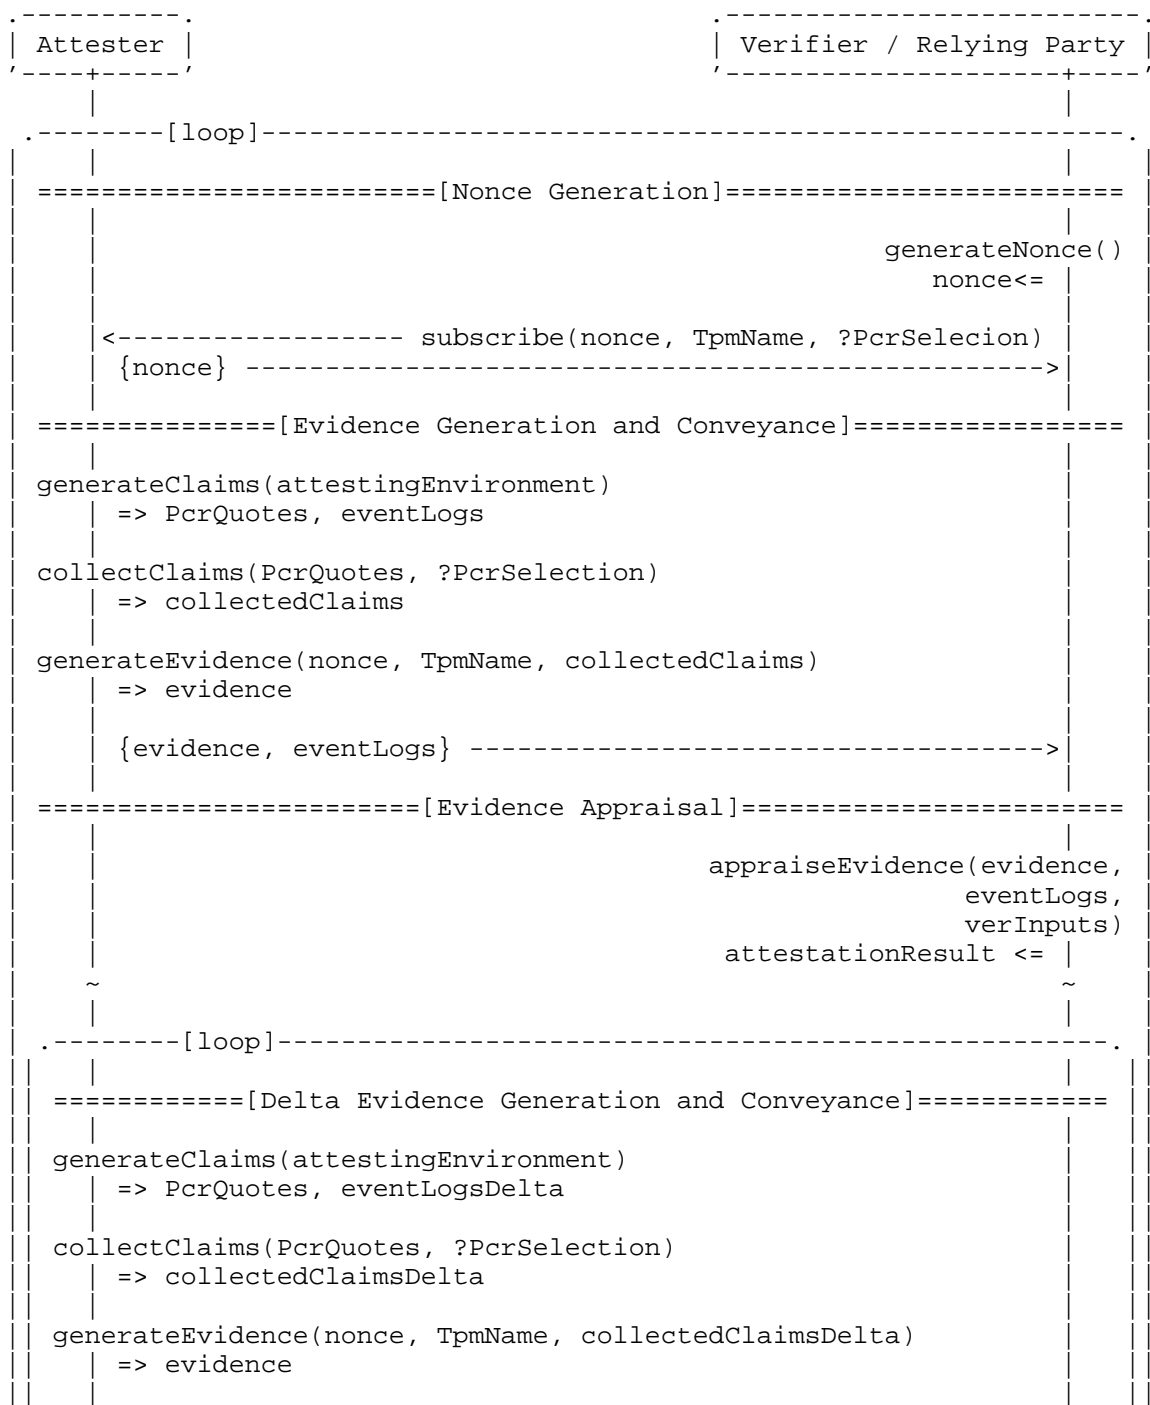 .----------.                                 .--------------------------.
| Attester |                                 | Verifier / Relying Party |
'----+-----'                                 '---------------------+----'
     |                                                             |
 .--------[loop]------------------------------------------------------.
|    |                                                             |    |
| =========================[Nonce Generation]========================= |
|    |                                                             |    |
|    |                                                 generateNonce() |
|    |                                                    nonce<= |    |
|    |                                                             |    |
|    |<------------------ subscribe(nonce, TpmName, ?PcrSelecion) |    |
|    | {nonce} -------------------------------------------------->|    |
|    |                                                             |    |
| ===============[Evidence Generation and Conveyance]================= |
|    |                                                             |    |
| generateClaims(attestingEnvironment)                             |    |
|    | => PcrQuotes, eventLogs                                     |    |
|    |                                                             |    |
| collectClaims(PcrQuotes, ?PcrSelection)                          |    |
|    | => collectedClaims                                          |    |
|    |                                                             |    |
| generateEvidence(nonce, TpmName, collectedClaims)                |    |
|    | => evidence                                                 |    |
|    |                                                             |    |
|    | {evidence, eventLogs} ------------------------------------>|    |
|    |                                                             |    |
| ========================[Evidence Appraisal]======================== |
|    |                                                             |    |
|    |                                      appraiseEvidence(evidence, |
|    |                                                      eventLogs, |
|    |                                                      verInputs) |
|    |                                       attestationResult <= |    |
|    ~                                                             ~    |
|    |                                                             |    |
| .--------[loop]----------------------------------------------------. |
||   |                                                             |   ||
|| ============[Delta Evidence Generation and Conveyance]============ ||
||   |                                                             |   ||
|| generateClaims(attestingEnvironment)                            |   ||
||   | => PcrQuotes, eventLogsDelta                                |   ||
||   |                                                             |   ||
|| collectClaims(PcrQuotes, ?PcrSelection)                         |   ||
||   | => collectedClaimsDelta                                     |   ||
||   |                                                             |   ||
|| generateEvidence(nonce, TpmName, collectedClaimsDelta)          |   ||
||   | => evidence                                                 |   ||
||   |                                                             |   ||